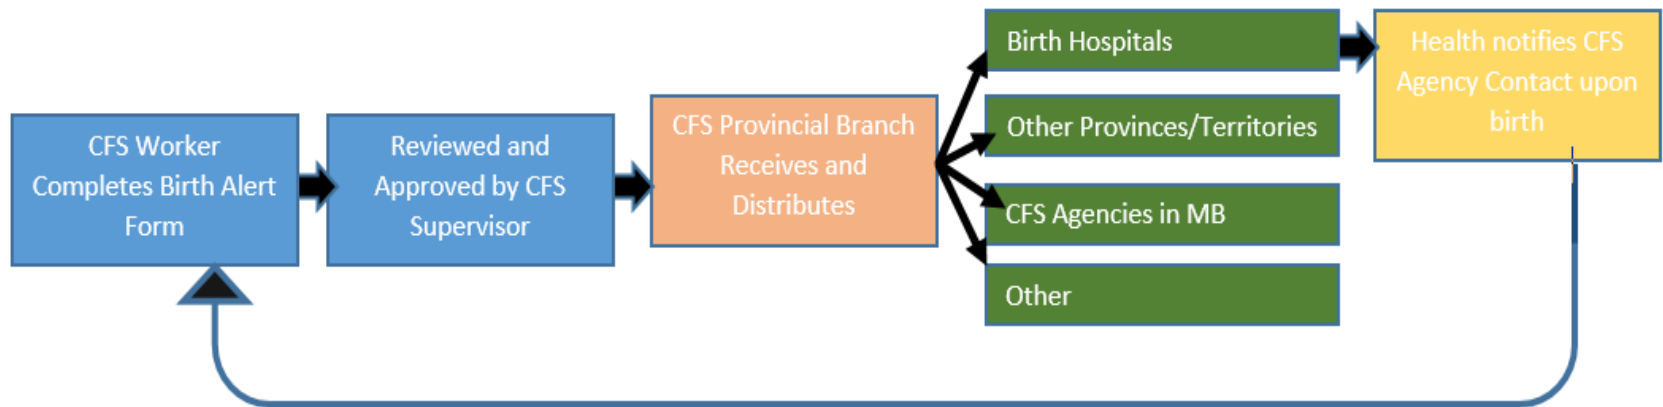 CFS Worker
Completes Birth Alert
Form
Reviewed and
Approved by CFS
Supervisor
CFS Provincial Branch
Receives and
Distributes
Birth Hospitals
Other Provinces/Territories
CFS Agencies in MB
Other
Health notifies CFS
Agency Contact upon
birth